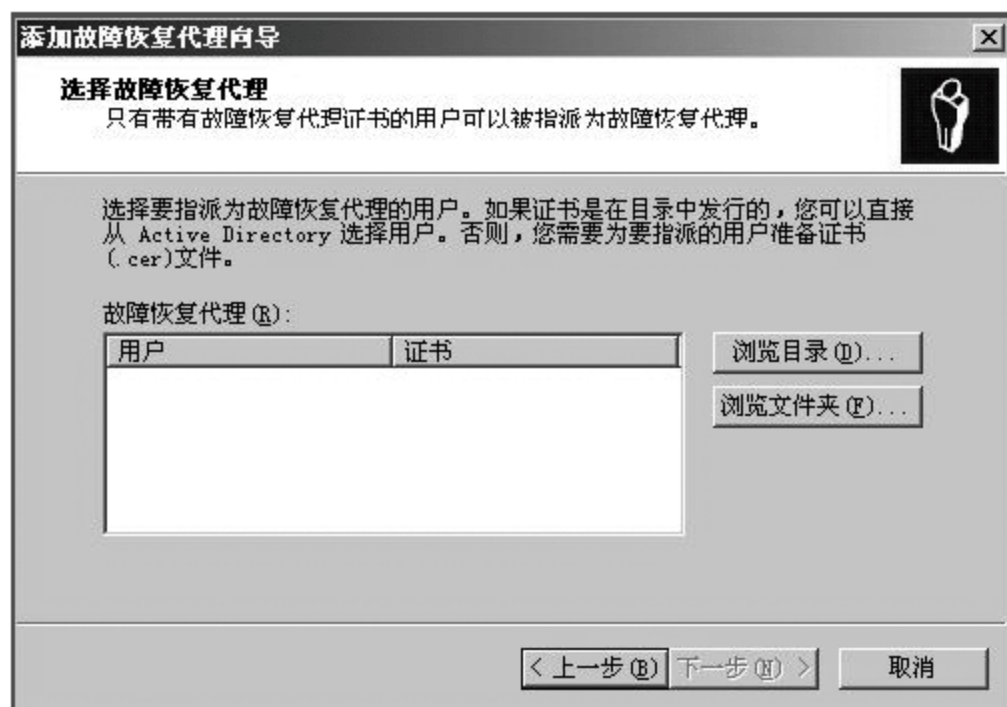 添加故障恢复代理向导
选择故障恢复代理
只有带有故障恢复代理证书的用户可以被指派为故障恢复代理。
选择要指派为故障恢复代理的用户。如果证书是在目录中发行的，您可以直接
从 Active Directory 选择用户。否则，您需要为要指派的用户准备证书
(.cer)文件。
故障恢复代理(R):
用户 证书
浏览目录(D)...
浏览文件夹(F)...
< 上一步(B) 下一步(N) > 取消